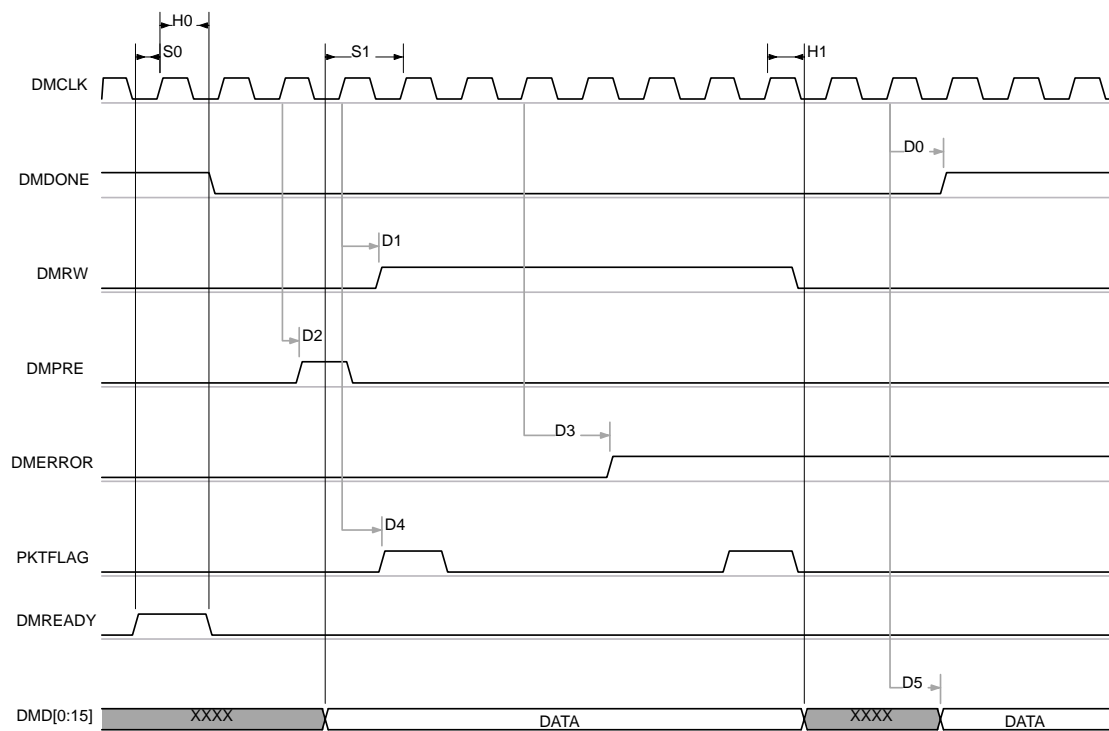 H0
S0
S1
H1
DMCLK
D0
DMDONE
D1
DMRW
D2
DMPRE
D3
DMERROR
D4
PKTFLAG
DMREADY
D5
DMD[0:15] XXXX DATA XXXX DATA